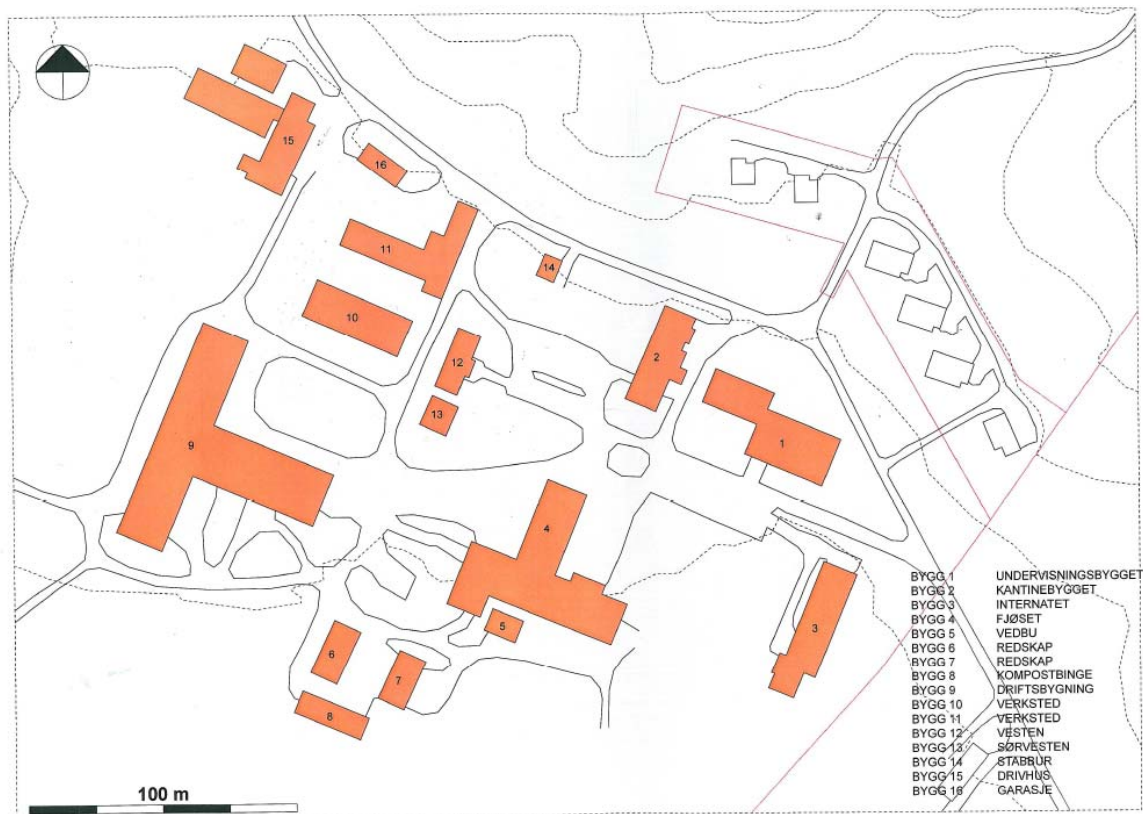 15
16
11
14
10
2
12
13
1
9
4
5
3
6
7
8
BYGG 1 UNDERVISNINGSBYGGET
BYGG 2 KANTINEBYGGET
BYGG 3 INTERNATET
BYGG 4 FJØSET
BYGG 5 VEDBU
BYGG 6 REDSKAP
BYGG 7 REDSKAP
BYGG 8 KOMPOSTBINGE
BYGG 9 DRIFTSBYGNING
BYGG 10 VERKSTED
BYGG 11 VERKSTED
BYGG 12 VESTEN
BYGG 13 SØRVESTEN
BYGG 14 STABBUR
BYGG 15 DRIVHUS
BYGG 16 GARASJE
100 m